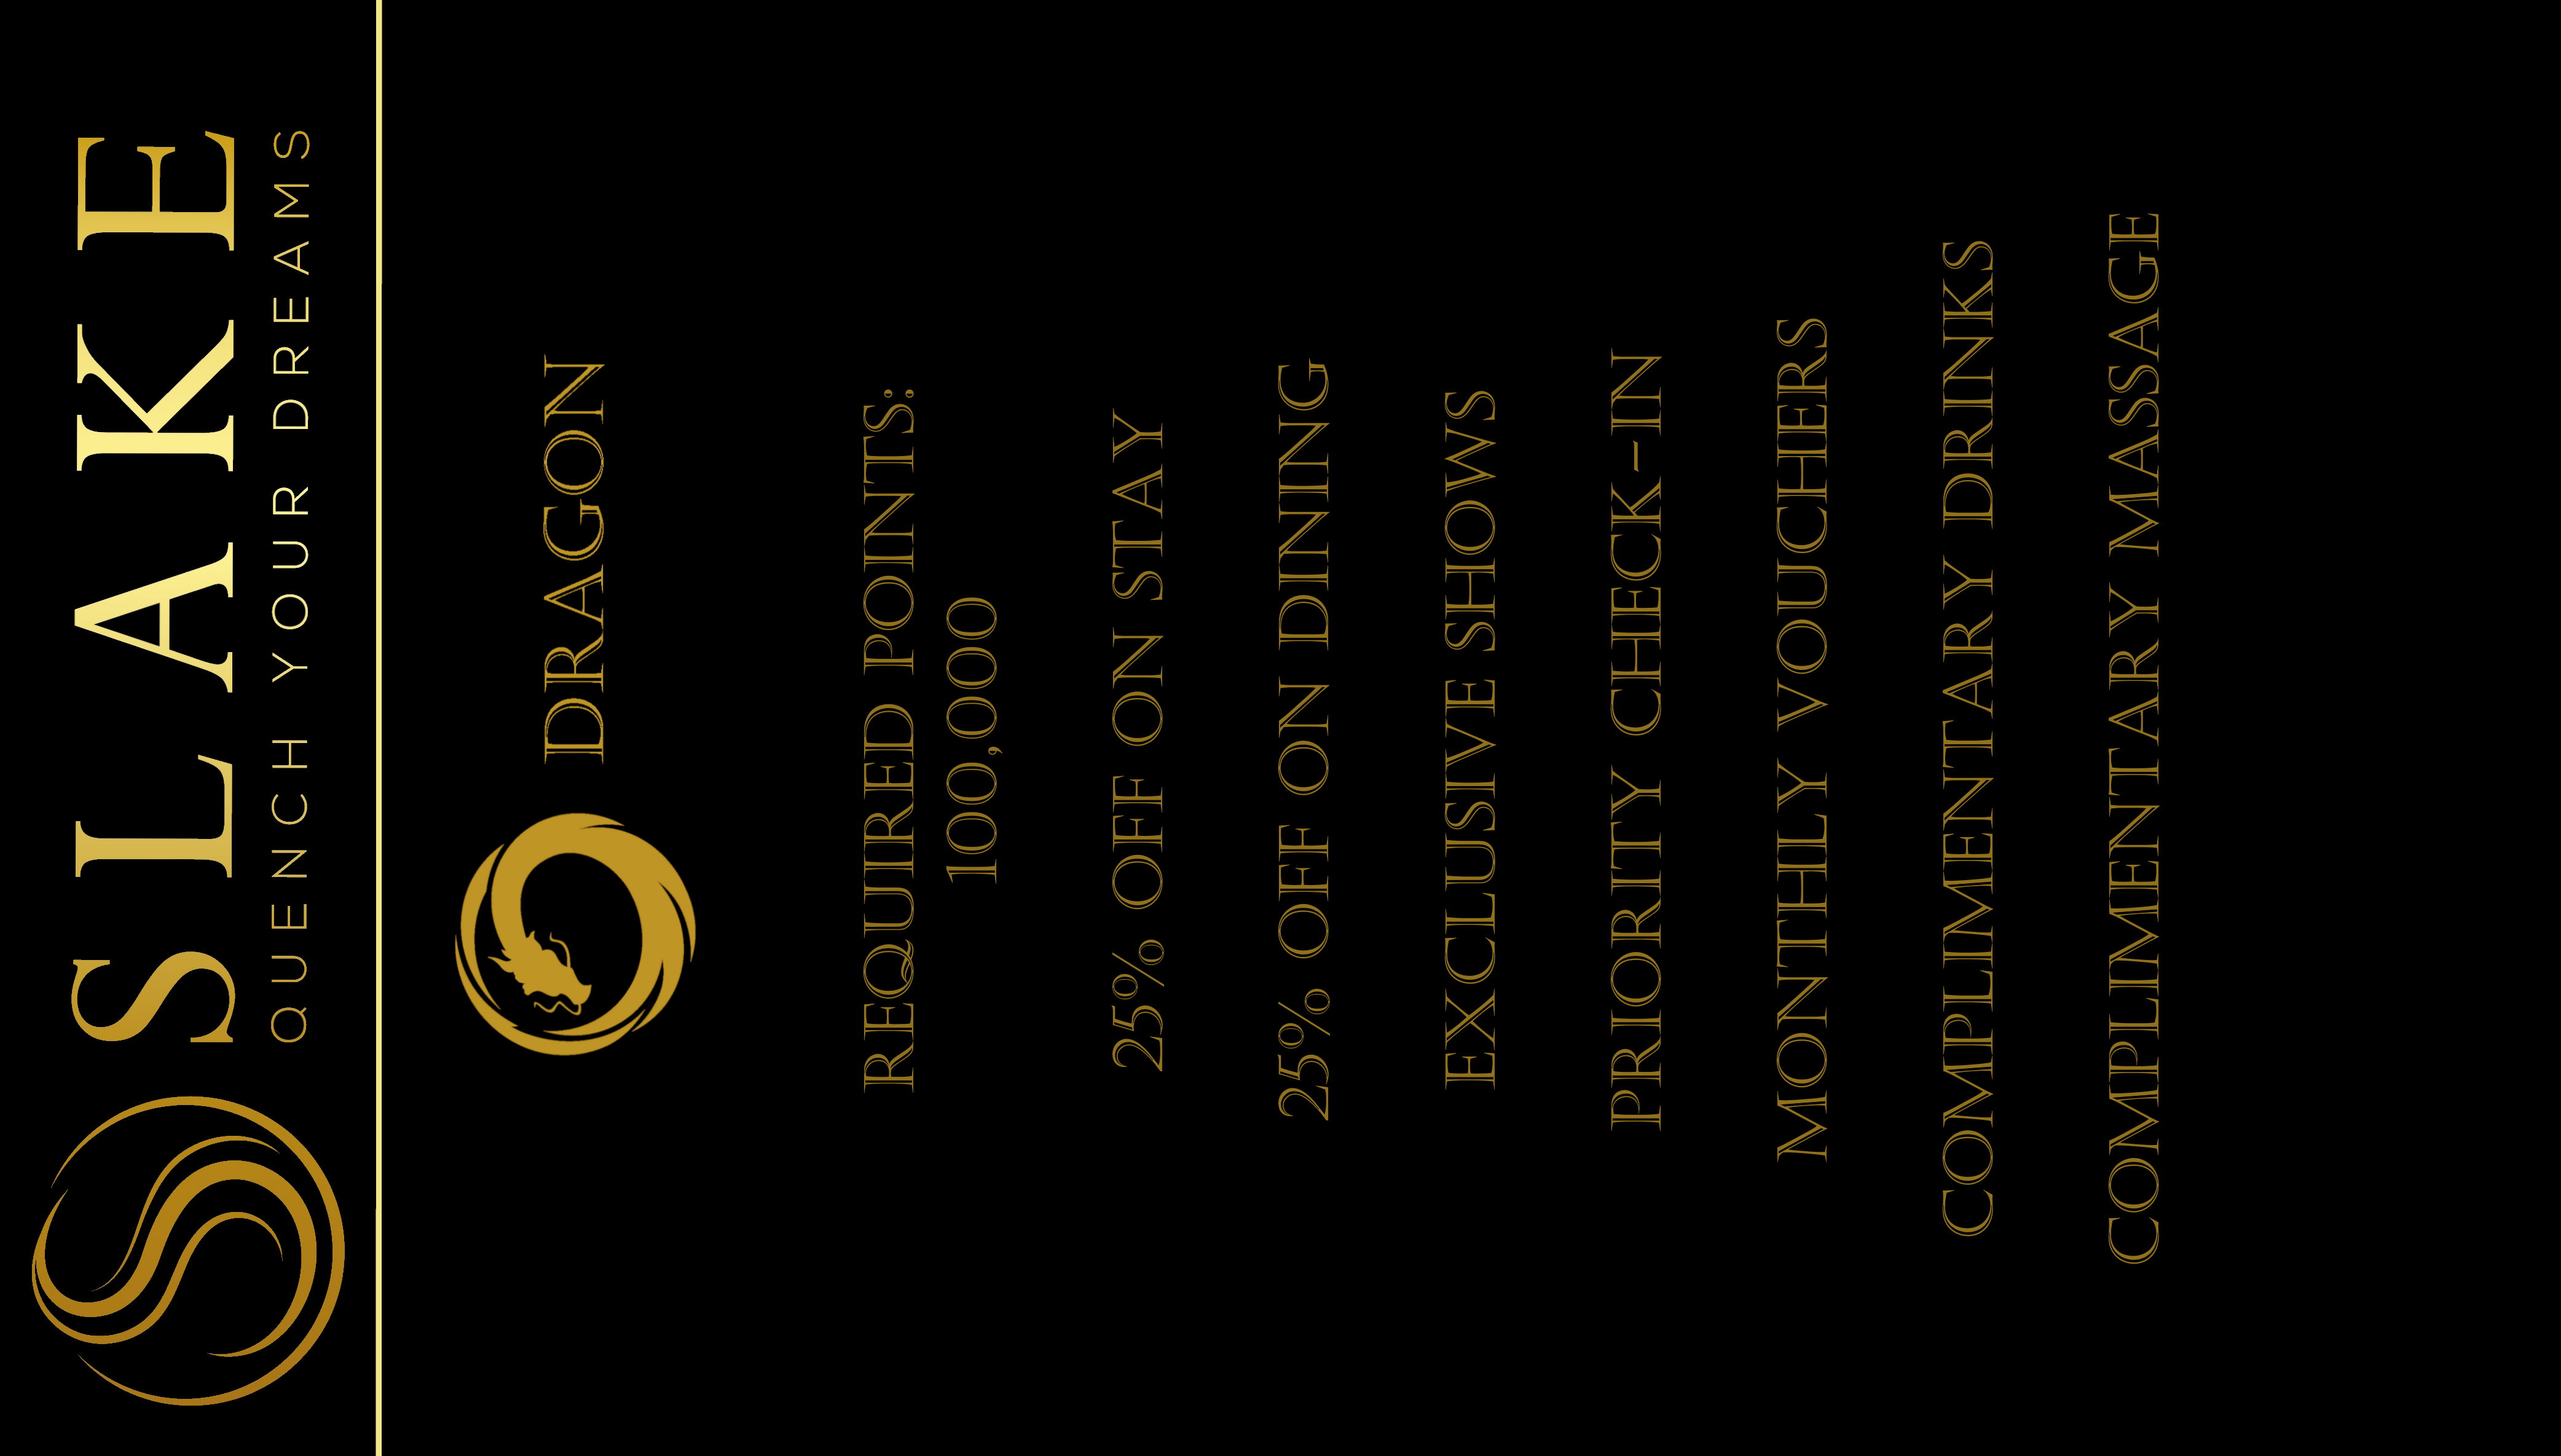 SLAKE
QUENCH YOUR DREAMS
DRAGON
REQUIRED POINTS:
100,000
25% OFF ON STAY
25% OFF ON DINING
EXCLUSIVE SHOWS
PRIORITY CHECK-IN
MONTHLY VOUCHERS
COMPLIMENTARY DRINKS
COMPLIMENTARY MASSAGE